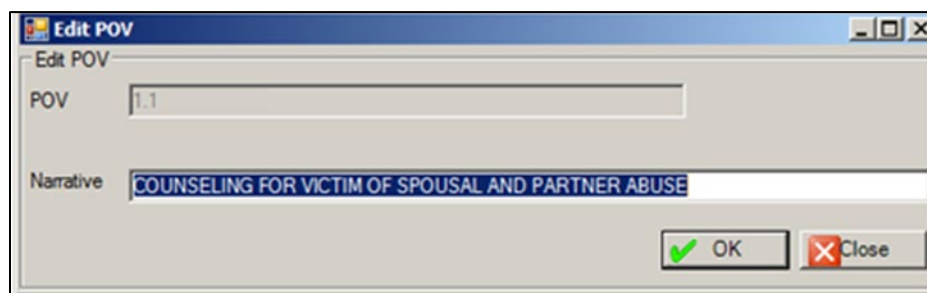 Edit POV
Edit POV
POV 1.1
Narrative COUNSELING FOR VICTIM OF SPOUSAL AND PARTNER ABUSE
OK Close